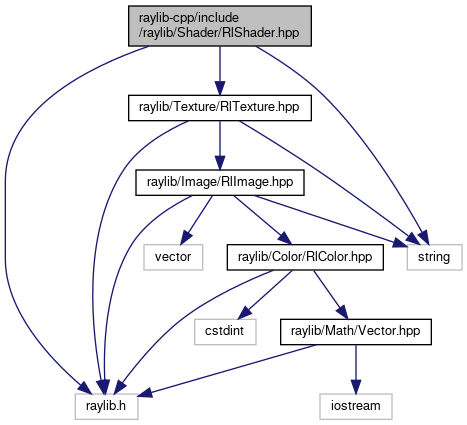 raylib-cpp/include
/raylib/Shader/RlShader.hpp
raylib/Texture/RlTexture.hpp
raylib/Image/RlImage.hpp
vector
raylib/Color/RlColor.hpp
string
cstdint
raylib/Math/Vector.hpp
raylib.h
iostream